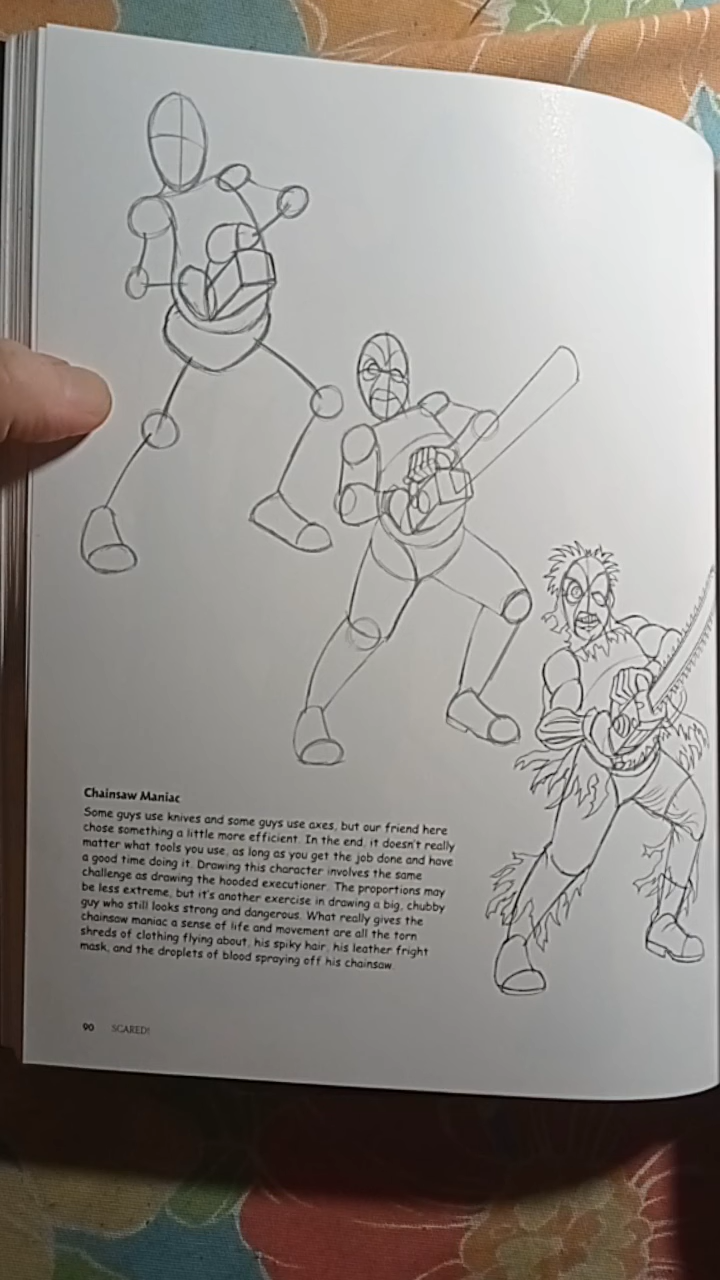 Chainsaw Maniac
Some guys use knives and some guys use axes, but our friend here
chose something a little more efficient. In the end, it doesn't really
matter what tools you use, as long as you get the job done and have
a good time doing it. Drawing this character involves the same
challenge as drawing the hooded executioner. The proportions may
be less extreme, but it's another exercise in drawing a big, chubby
guy who still looks strong and dangerous. What really gives the
chainsaw maniac a sense of life and movement are all the torn
shreds of clothing flying about, his spiky hair, his leather fright
mask, and the droplets of blood spraying off his chainsaw.
90 SCARED!